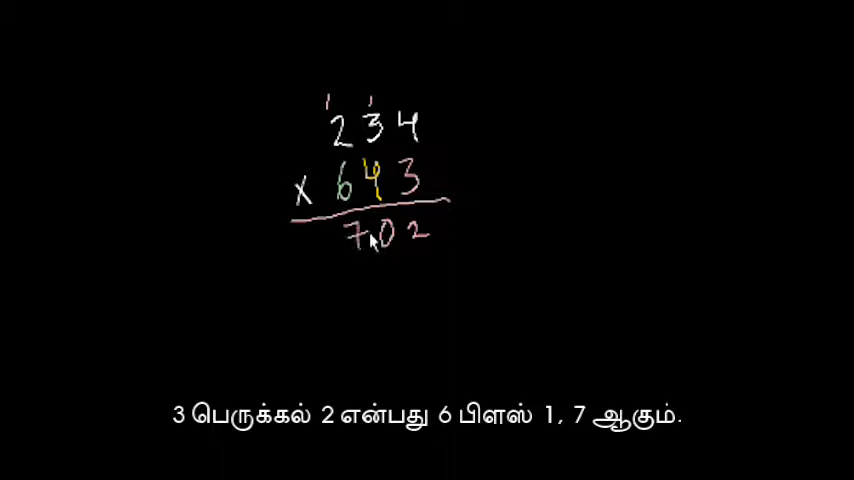 1 1
2 3 4
x 6 4 3
7 0 2
3 பெருக்கல் 2 என்பது 6 பிளஸ் 1, 7 ஆகும்.